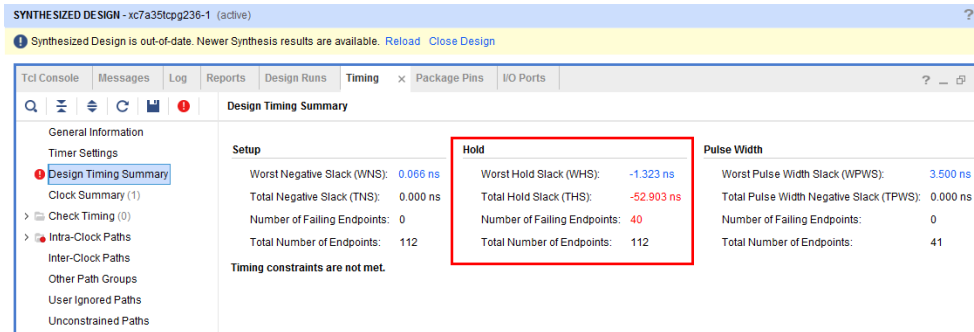 SYNTHESIZED DESIGN - xc7a35tcpg236-1 (active)
?
Synthesized Design is out-of-date. Newer Synthesis results are available. Reload Close Design
Tcl Console Messages Log Reports Design Runs Timing × Package Pins I/O Ports
?
Design Timing Summary
General Information
Timer Settings
Design Timing Summary
Clock Summary (1)
Check Timing (0)
Intra-Clock Paths
Inter-Clock Paths
Other Path Groups
User Ignored Paths
Unconstrained Paths
Setup
Worst Negative Slack (WNS): 0.066 ns
Total Negative Slack (TNS): 0.000 ns
Number of Failing Endpoints: 0
Total Number of Endpoints: 112
Timing constraints are not met.
Hold
Worst Hold Slack (WHS): -1.323 ns
Total Hold Slack (THS): -52.903 ns
Number of Failing Endpoints: 40
Total Number of Endpoints: 112
Pulse Width
Worst Pulse Width Slack (WPWS): 3.500 ns
Total Pulse Width Negative Slack (TPWS): 0.000 ns
Number of Failing Endpoints: 0
Total Number of Endpoints: 41